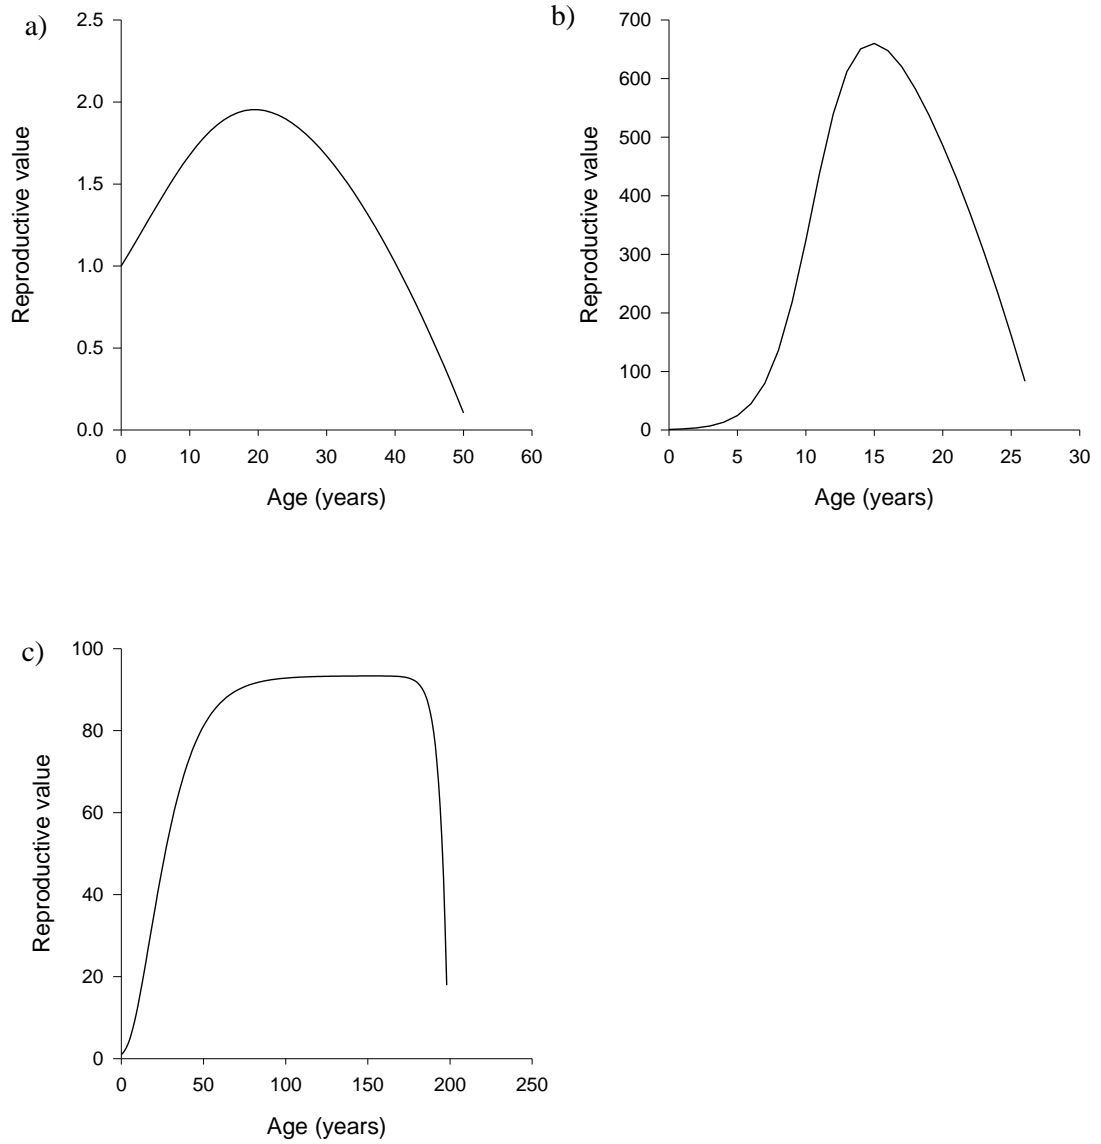 a)
2.5
2.0
1.5
1.0
0.5
0.0
Reproductive value
0 10 20 30 40 50 60
Age (years)
b)
700
600
500
400
300
200
100
0
Reproductive value
0 5 10 15 20 25 30
Age (years)
c)
100
80
60
40
20
0
Reproductive value
0 50 100 150 200 250
Age (years)